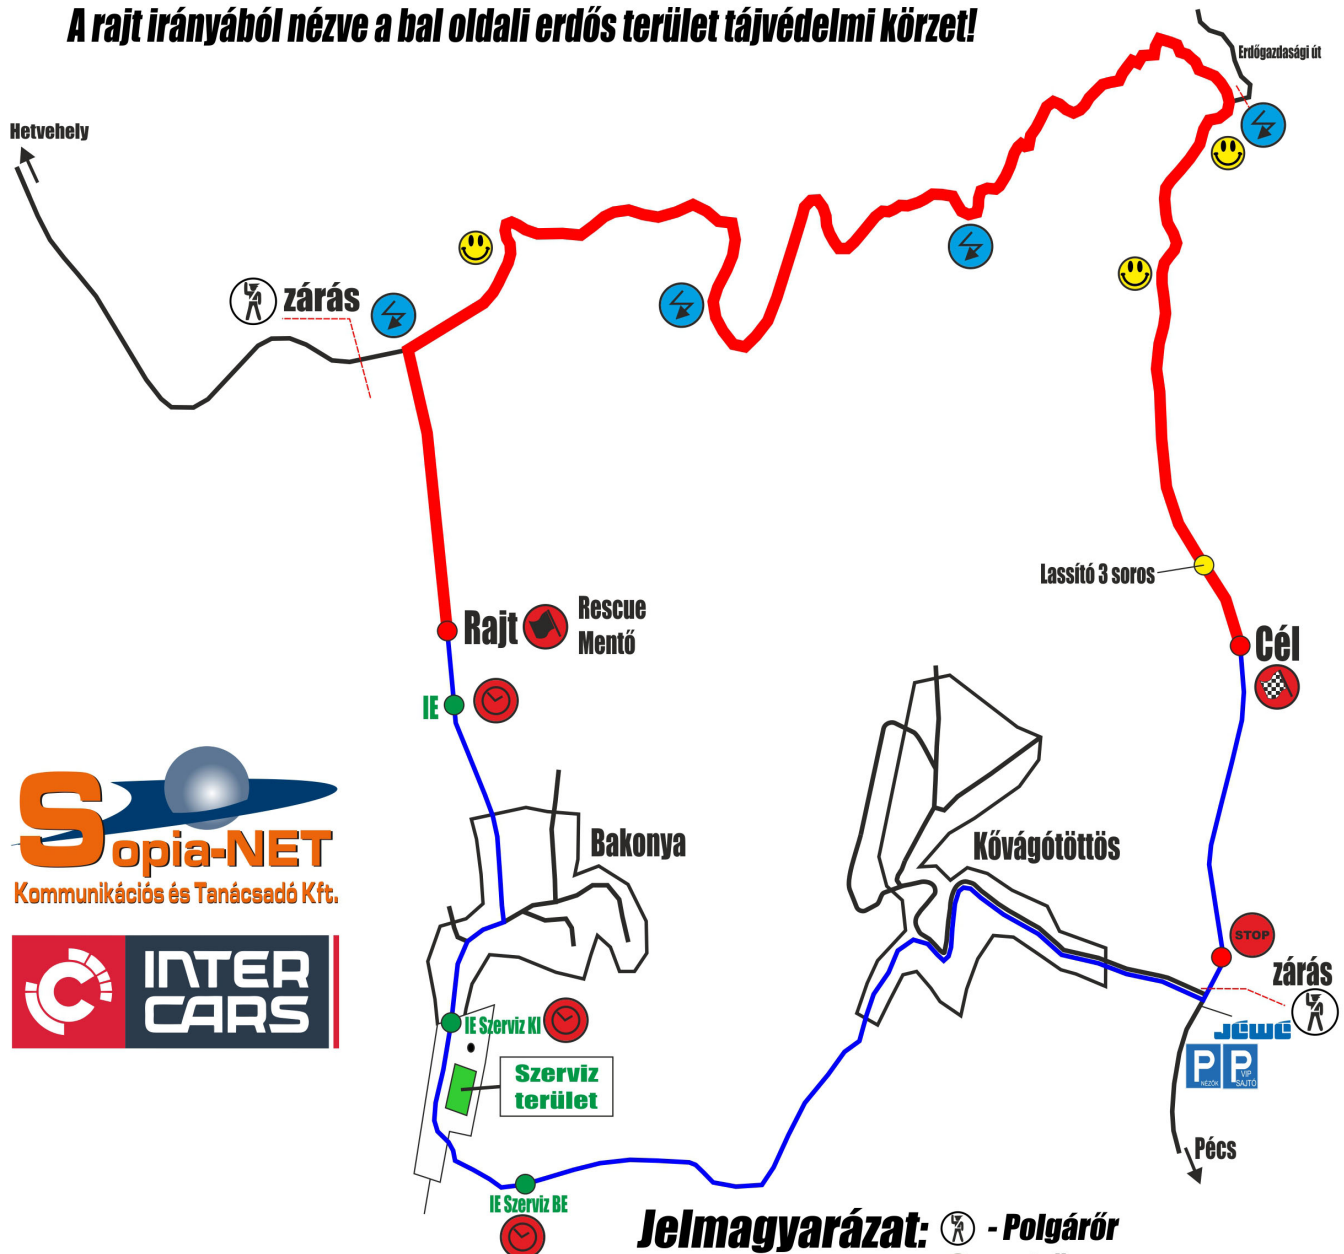 A rajt irányából nézve a bal oldali erdős terület tájvédelmi körzet!
Erdőgazdasági út
Hetvehely
zárás
Lassító 3 soros
Rajt
Rescue
Mentő
Cél
IE
Sopia-NET
Kommunikációs és Tanácsadó Kft.
Bakonya
Kővágótöttös
INTER
CARS
STOP
zárás
IE Szerviz KI
JÉWÉ
P NÉZŐK
P VIP SAJTÓ
Szerviz
terület
Pécs
IE Szerviz BE
Jelmagyarázat:
- Polgárőr